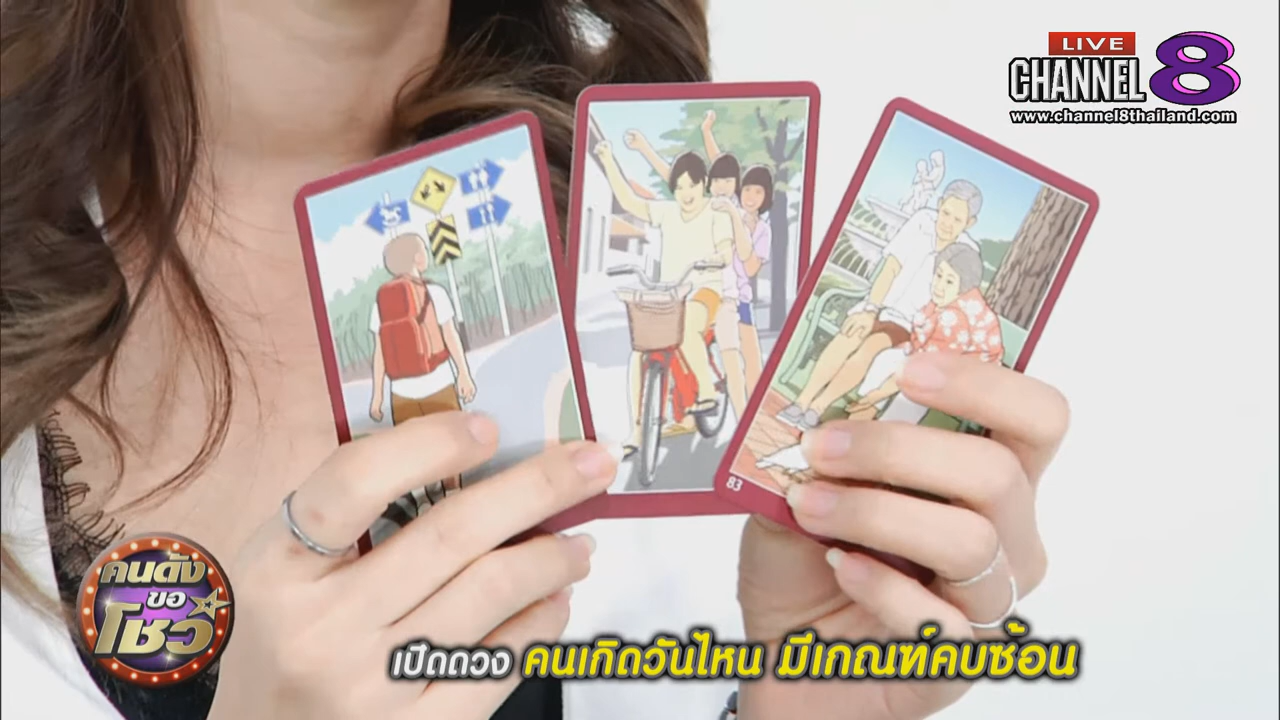 LIVE
CHANNEL 8
www.channel8thailand.com
83
คนดัง
ขอ
โชว์
เปิดดวง คนเกิดวันไหน มีเกณฑ์คบซ้อน